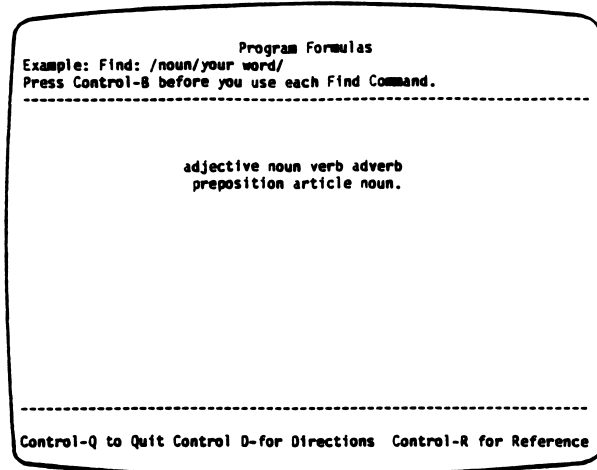 Program Formulas
Example: Find: /noun/your word/
Press Control-B before you use each Find Command.
adjective noun verb adverb
preposition article noun.
Control-Q to Quit Control D-for Directions Control-R for Reference